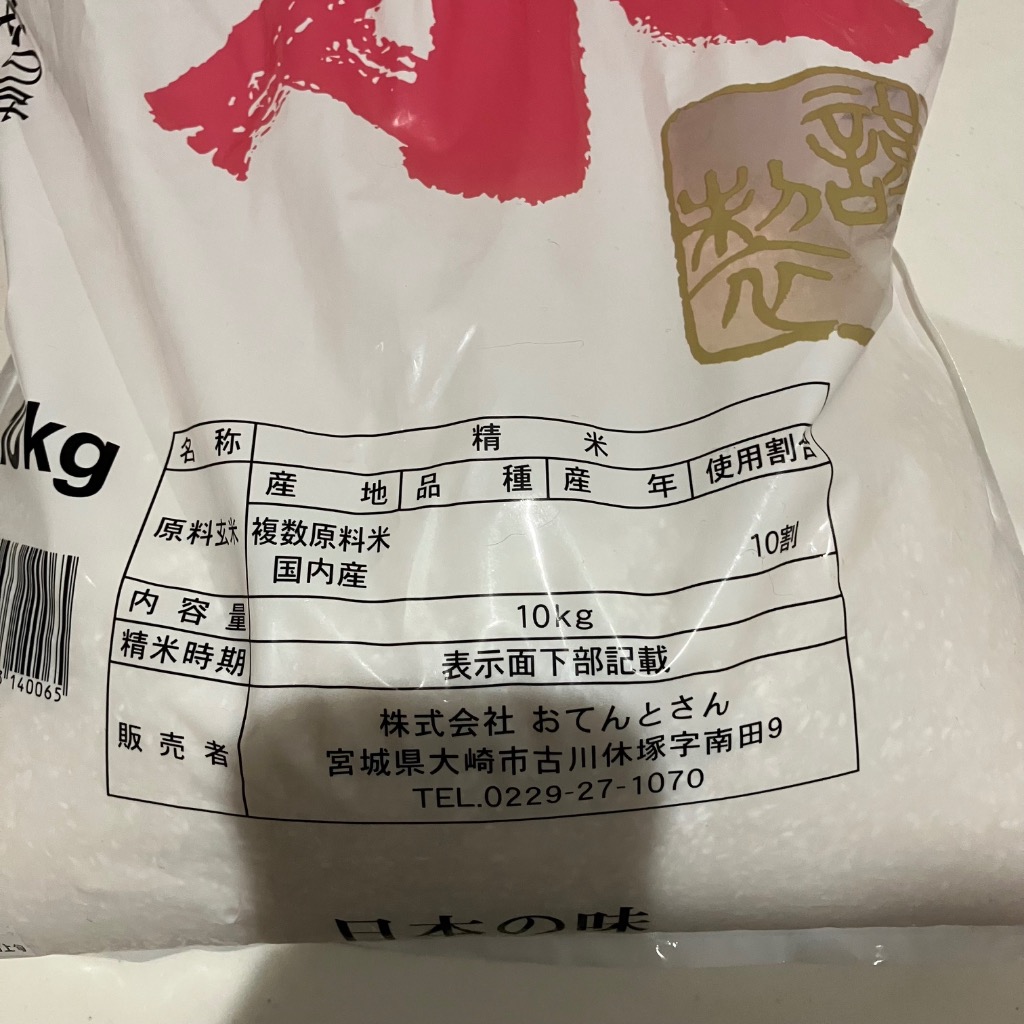 謹製
kg
名称 精米
産地 品種 産年 使用割合
原料玄米 複数原料米 10割
国内産
内容量 10kg
精米時期 表示面下部記載
販売者 株式会社 おてんとさん
宮城県大崎市古川休塚字南田9
TEL.0229-27-1070
140065
日本の味